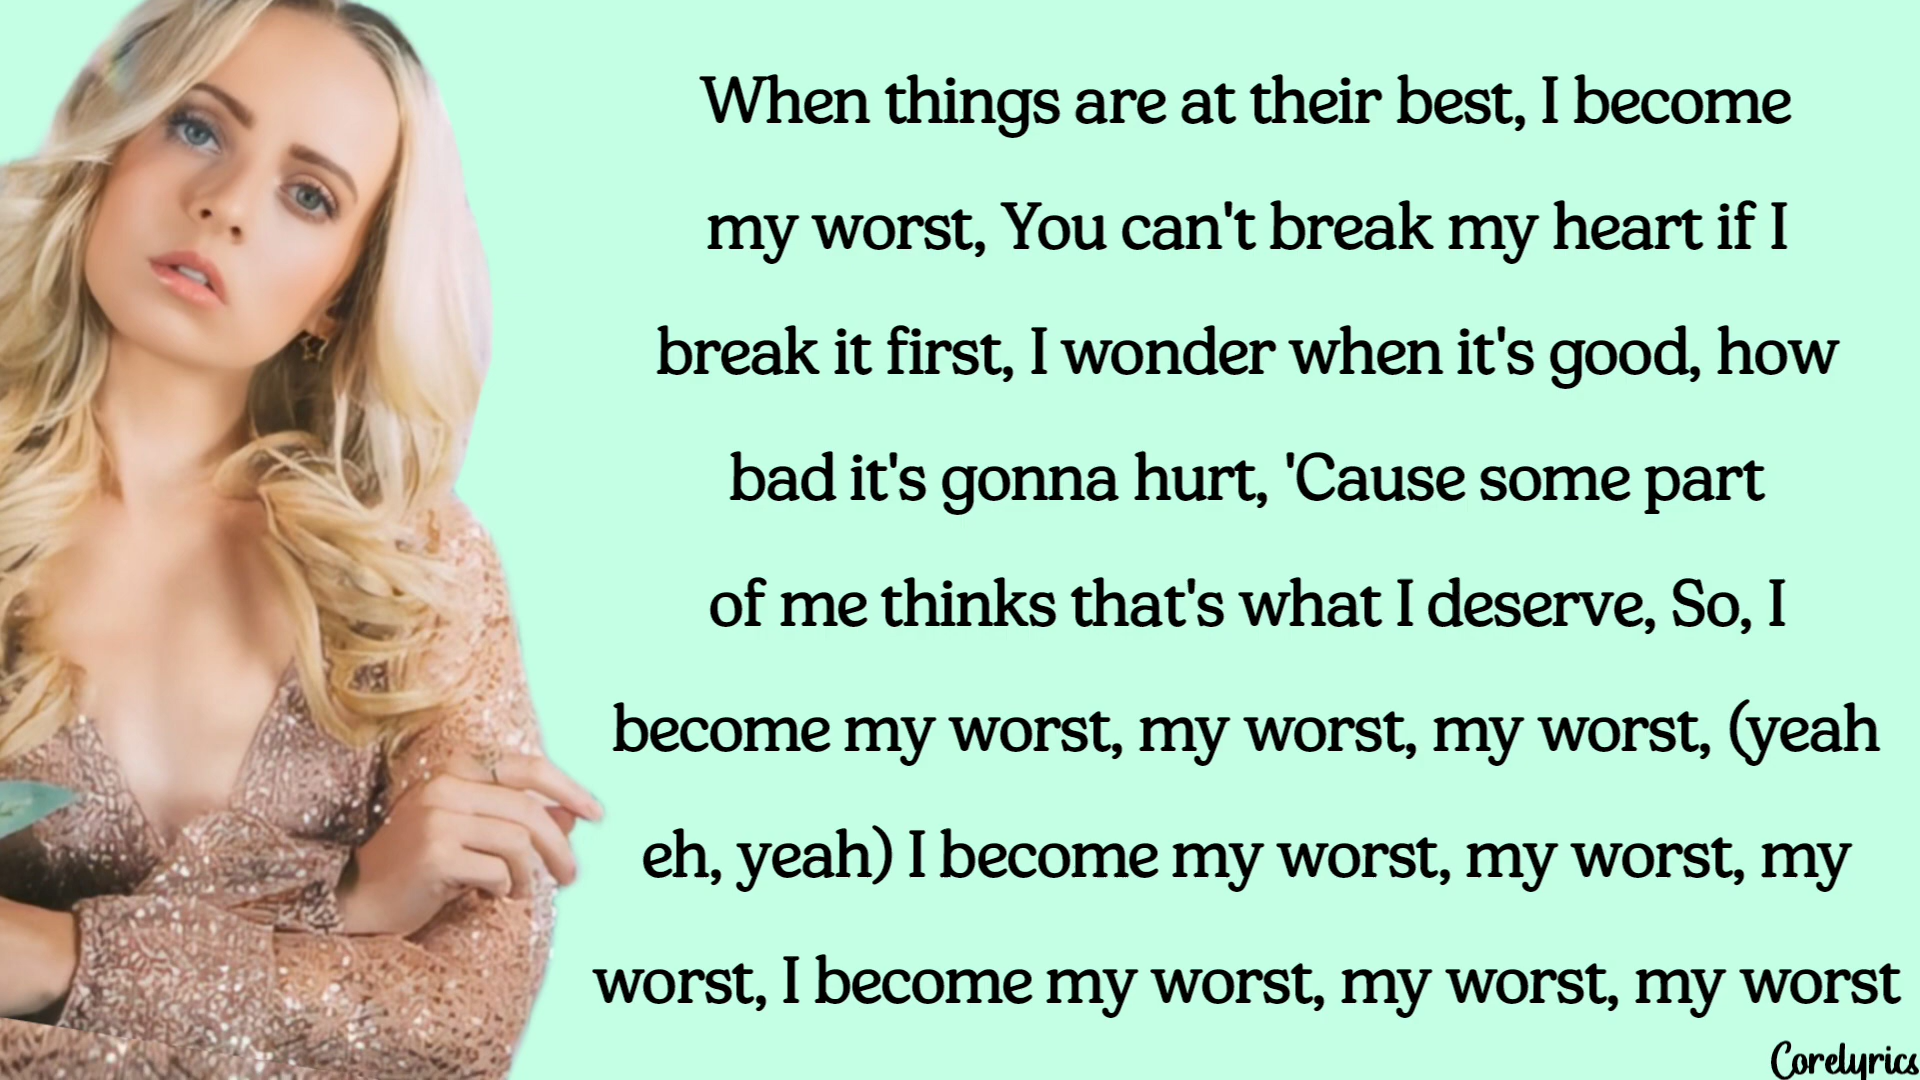 When things are at their best, I become
my worst, You can't break my heart if I
break it first, I wonder when it's good, how
bad it's gonna hurt, 'Cause some part
of me thinks that's what I deserve, So, I
become my worst, my worst, my worst, (yeah
eh, yeah) I become my worst, my worst, my
worst, I become my worst, my worst, my worst
Corelyrics